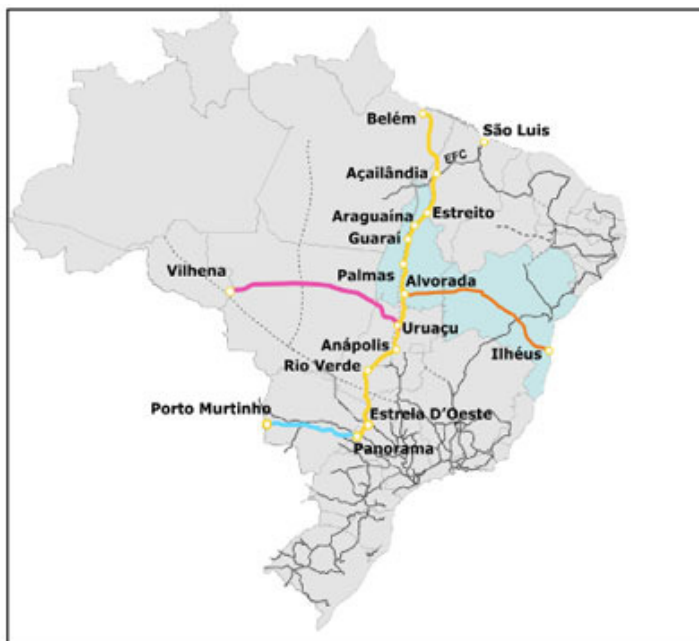 Belém
São Luis
EFC
Açailândia
Araguaína
Estreito
Guaraí
Vilhena
Palmas
Alvorada
Uruaçu
Anápolis
Ilhéus
Rio Verde
Porto Murtinho
Estrela D'Oeste
Panorama